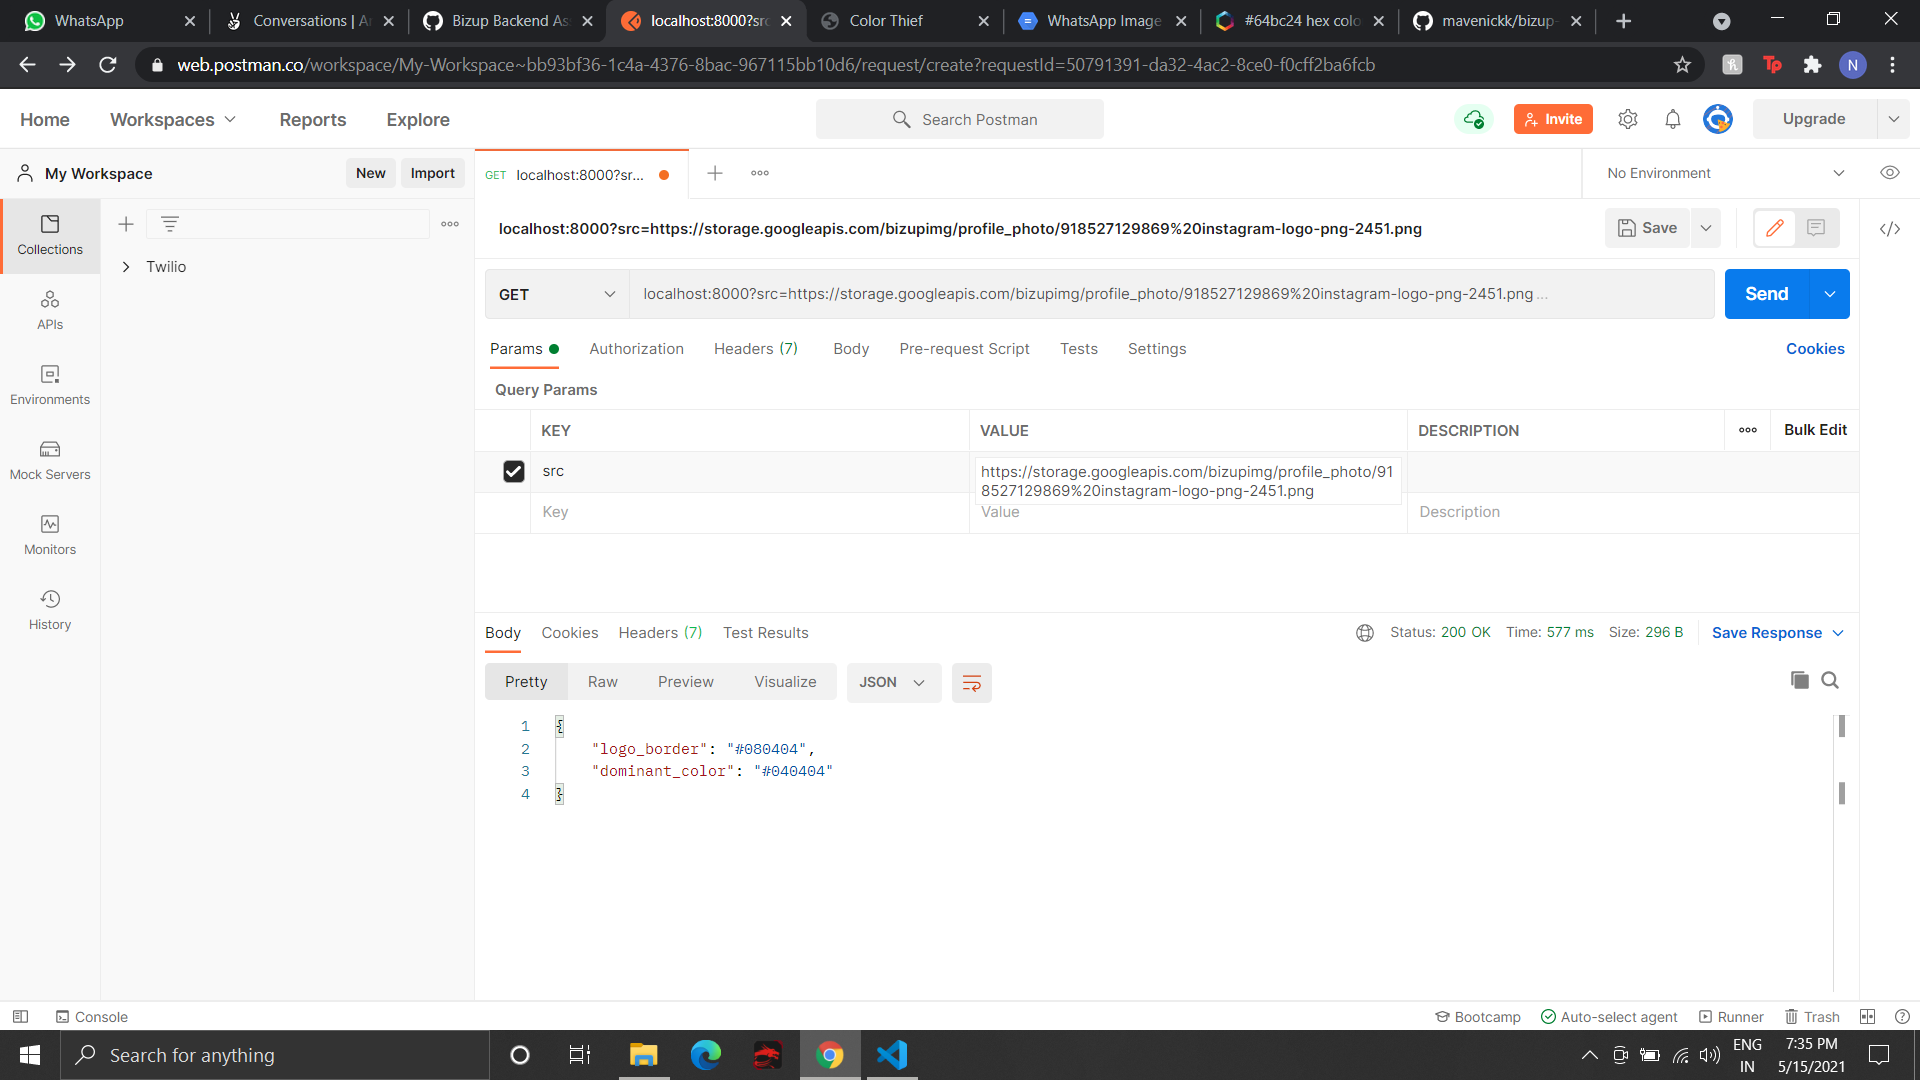 WhatsApp
Conversations | A
Bizup Backend As
localhost:8000?src
Color Thief
WhatsApp Image
#64bc24 hex colo
mavenickk/bizup-
web.postman.co/workspace/My-Workspace~bb93bf36-1c4a-4376-8bac-967115bb10d6/request/create?requestId=50791391-da32-4ac2-8ce0-f0cff2ba6fcb
N
Home
Workspaces
Reports
Explore
Search Postman
Invite
Upgrade
My Workspace
New
Import
GET localhost:8000?sr...
No Environment
Collections
Twilio
APIs
Environments
Mock Servers
Monitors
History
localhost:8000?src=https://storage.googleapis.com/bizupimg/profile_photo/918527129869%20instagram-logo-png-2451.png
Save
GET
localhost:8000?src=https://storage.googleapis.com/bizupimg/profile_photo/918527129869%20instagram-logo-png-2451.png ...
Send
Params
Authorization
Headers (7)
Body
Pre-request Script
Tests
Settings
Cookies
Query Params
KEY
VALUE
DESCRIPTION
Bulk Edit
src
https://storage.googleapis.com/bizupimg/profile_photo/91
8527129869%20instagram-logo-png-2451.png
Key
Value
Description
Body
Cookies
Headers (7)
Test Results
Status: 200 OK
Time: 577 ms
Size: 296 B
Save Response
Pretty
Raw
Preview
Visualize
JSON
1 {
2 "logo_border": "#080404",
3 "dominant_color": "#040404"
4 }
Console
Bootcamp
Auto-select agent
Runner
Trash
Search for anything
ENG
IN
7:35 PM
5/15/2021